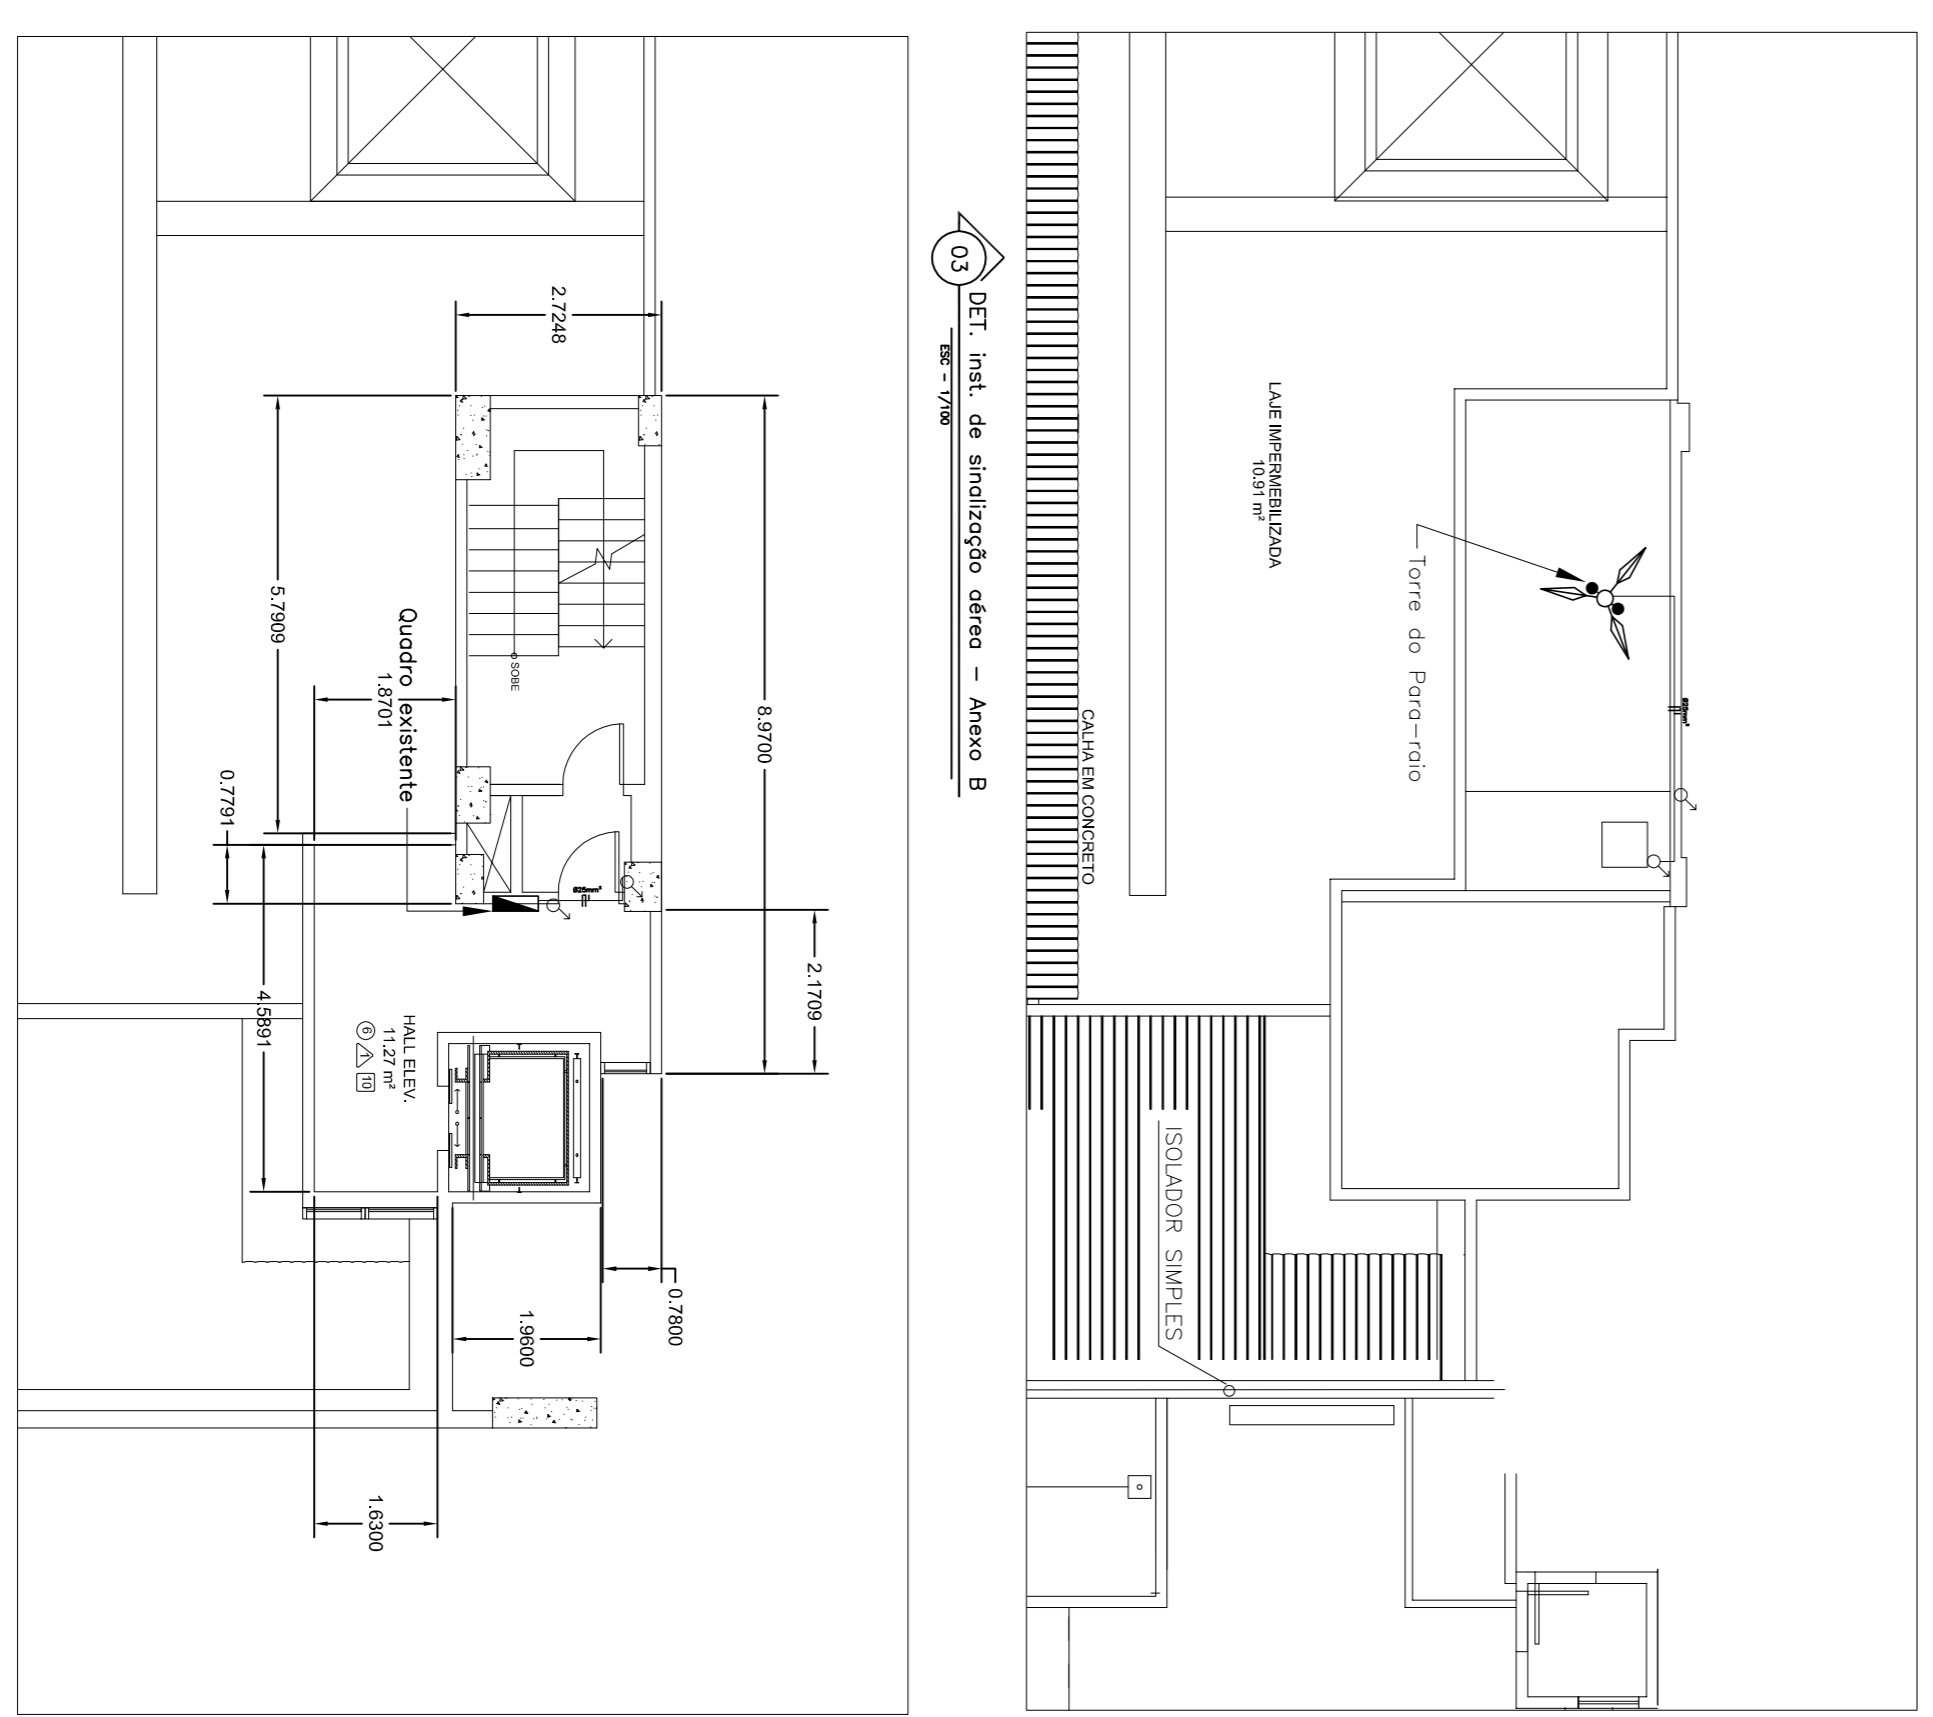 LAJE IMPERMEBILIZADA
10.91 m²
Torre do Para-raio
ø25mm²
CALHA EM CONCRETO
ISOLADOR SIMPLES
03
DET. inst. de sinalização aérea - Anexo B
ESC - 1/100
2.7248
8.9700
2.1709
SOBE
5.7909
Quadro existente
1.8701
0.7791
ø25mm²
4.5891
HALL ELEV.
11.27 m²
6 1 10
0.7800
1.9600
1.6300